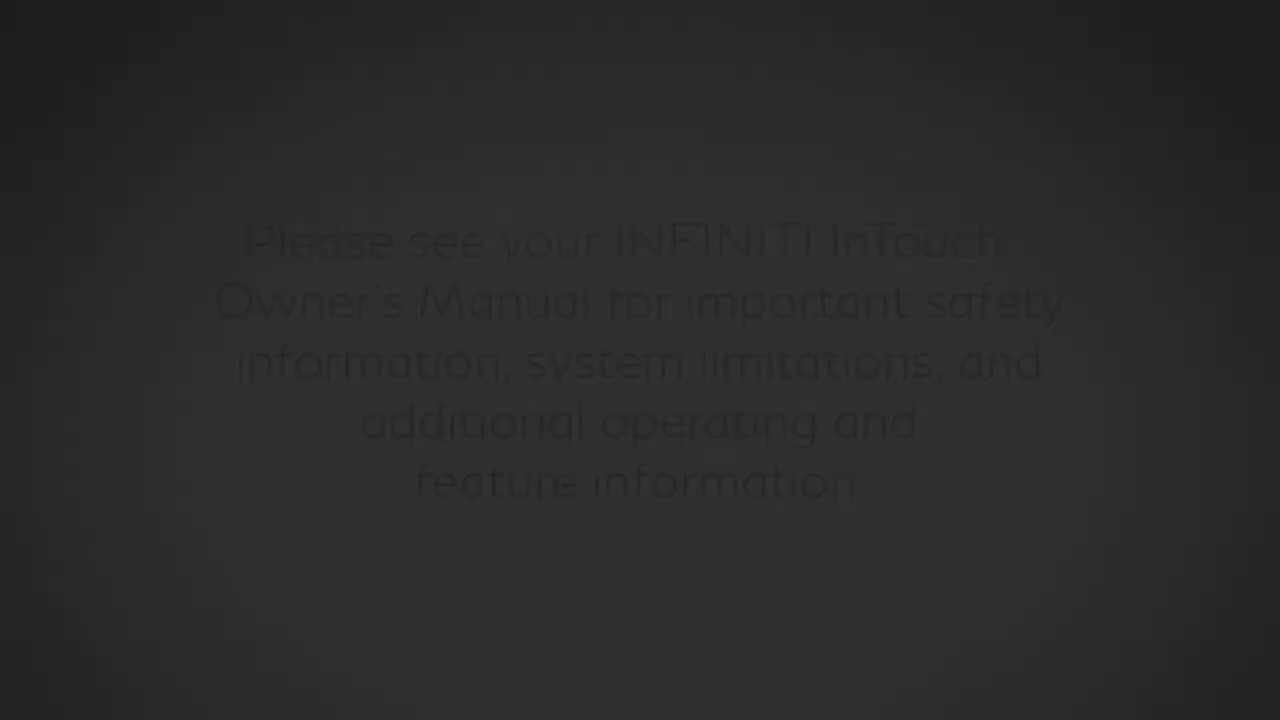 Please see your INFINITI InTouch
Owner's Manual for important safety
information, system limitations, and
additional operating and
feature information